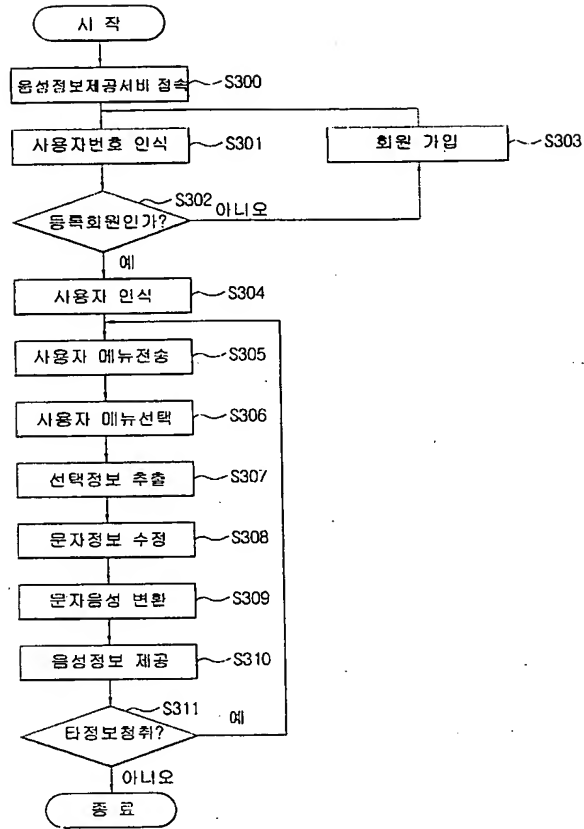 시 작
음성정보제공서비 접속
S300
사용자번호 인식
S301
회원 가입
S303
S302
등록회원인가?
아니오
예
사용자 인식
S304
사용자 메뉴전송
S305
사용자 메뉴선택
S306
선택정보 추출
S307
문자정보 수정
S308
문자음성 변환
S309
음성정보 제공
S310
S311
타정보청취?
예
아니오
종 료